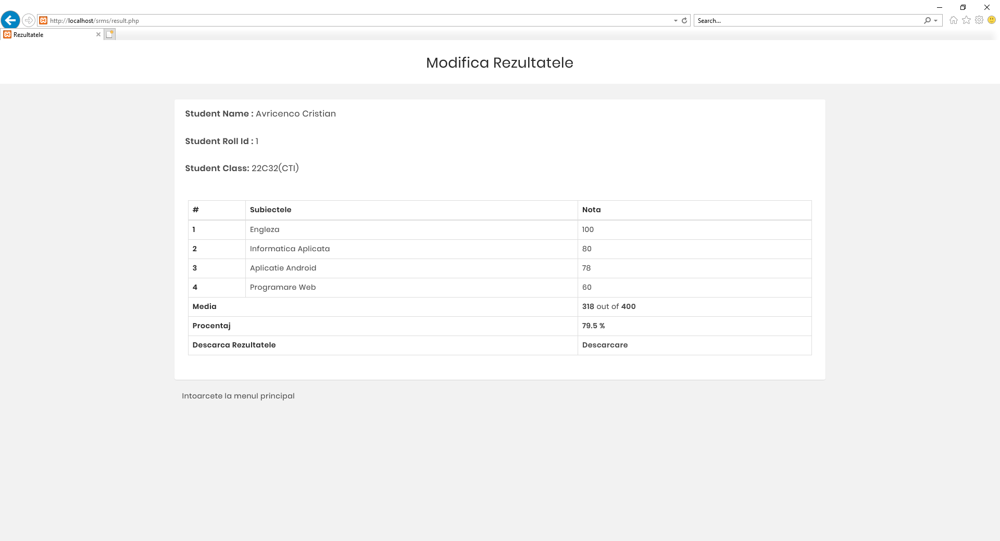 http://localhost/srms/result.php
Search...
Rezultatele
Modifica Rezultatele
Student Name : Avricenco Cristian
Student Roll Id : 1
Student Class: 22C32(CTI)
# Subiectele Nota
1 Engleza 100
2 Informatica Aplicata 80
3 Aplicatie Android 78
4 Programare Web 60
Media 318 out of 400
Procentaj 79.5 %
Descarca Rezultatele Descarcare
Intoarcete la menul principal